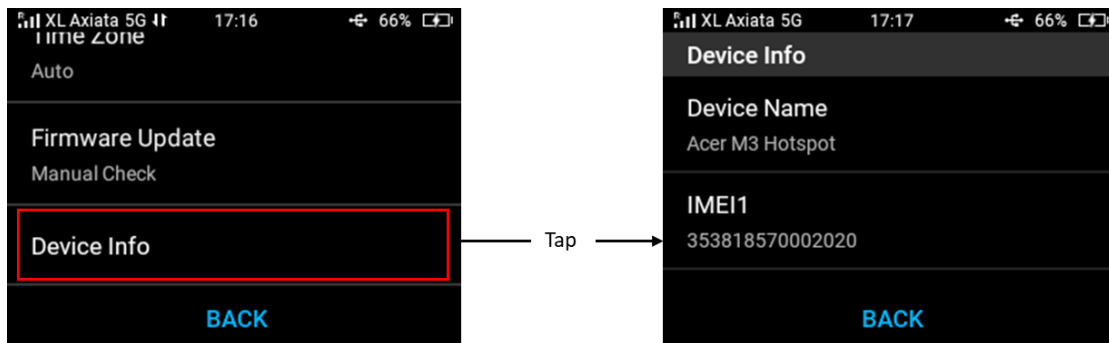 XL Axiata 5G 17:16 66%
Time Zone
Auto
Firmware Update
Manual Check
Device Info
BACK
Tap
R XL Axiata 5G 17:17 66%
Device Info
Device Name
Acer M3 Hotspot
IMEI1
353818570002020
BACK